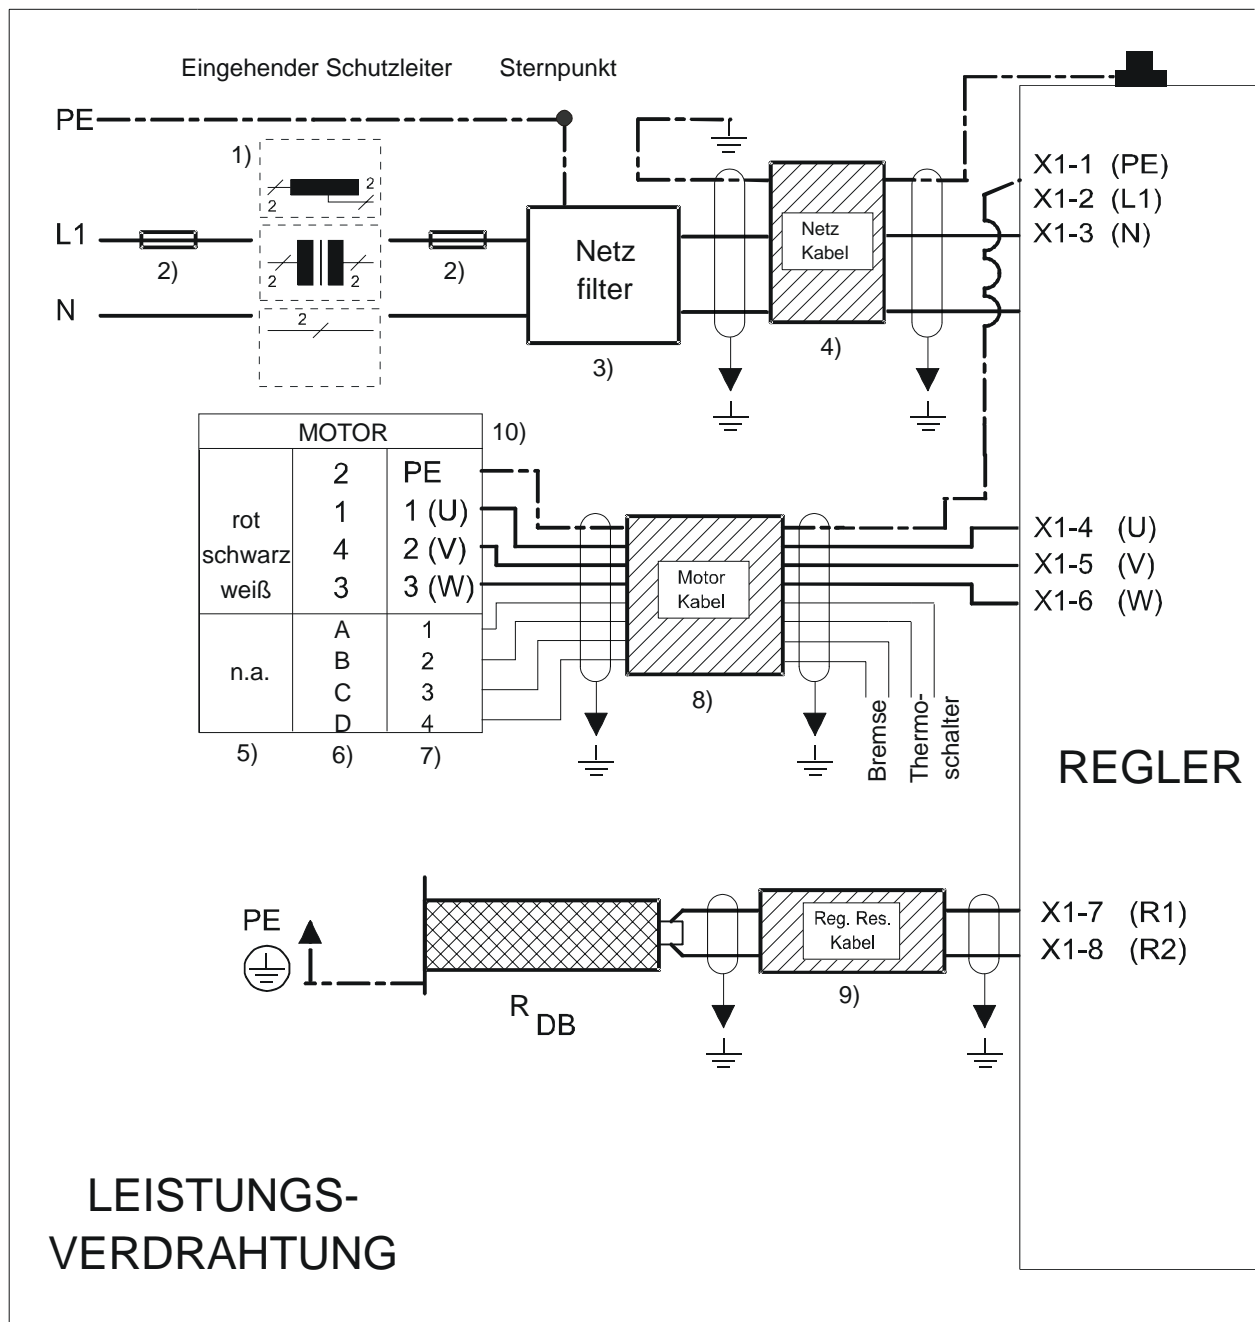 Eingehender Schutzleiter Sternpunkt
PE
1)
2
2
L1
2)
2
2
2)
N
2
Netz
filter
3)
Netz
Kabel
4)
X1-1 (PE)
X1-2 (L1)
X1-3 (N)
MOTOR
10)
2 PE
rot 1 1 (U)
schwarz 4 2 (V)
weiß 3 3 (W)
n.a.
A 1
B 2
C 3
D 4
5) 6) 7)
Motor
Kabel
8)
Bremse
Thermo-
schalter
X1-4 (U)
X1-5 (V)
X1-6 (W)
REGLER
PE
R DB
Reg. Res.
Kabel
9)
X1-7 (R1)
X1-8 (R2)
LEISTUNGS-
VERDRAHTUNG